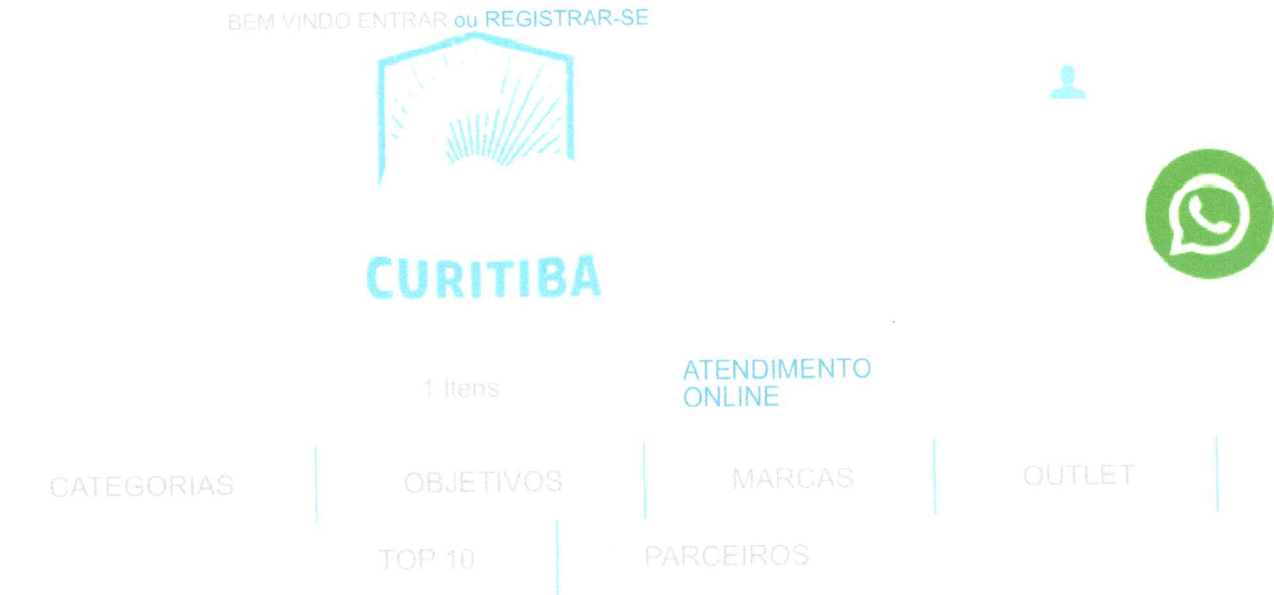 BEM VINDO ENTRAR ou REGISTRAR-SE
CURITIBA
1 Itens
ATENDIMENTO
ONLINE
CATEGORIAS
OBJETIVOS
MARCAS
OUTLET
TOP 10
PARCEIROS